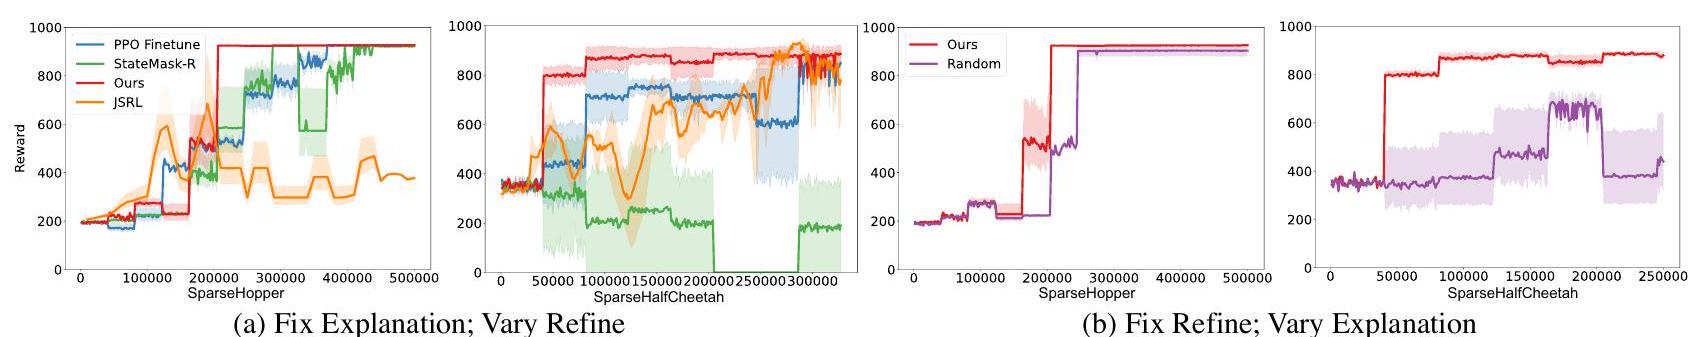 1000
800
600
400
200
0
Reward
PPO Finetune
StateMask-R
Ours
JSRL
0 100000 200000 300000 400000 500000
SparseHopper
1000
800
600
400
200
0
0 50000 100000 150000 200000 250000 300000
SparseHalfCheetah
(a) Fix Explanation; Vary Refine
1000
800
600
400
200
0
Ours
Random
0 100000 200000 300000 400000 500000
SparseHopper
1000
800
600
400
200
0
0 50000 100000 150000 200000 250000
SparseHalfCheetah
(b) Fix Refine; Vary Explanation